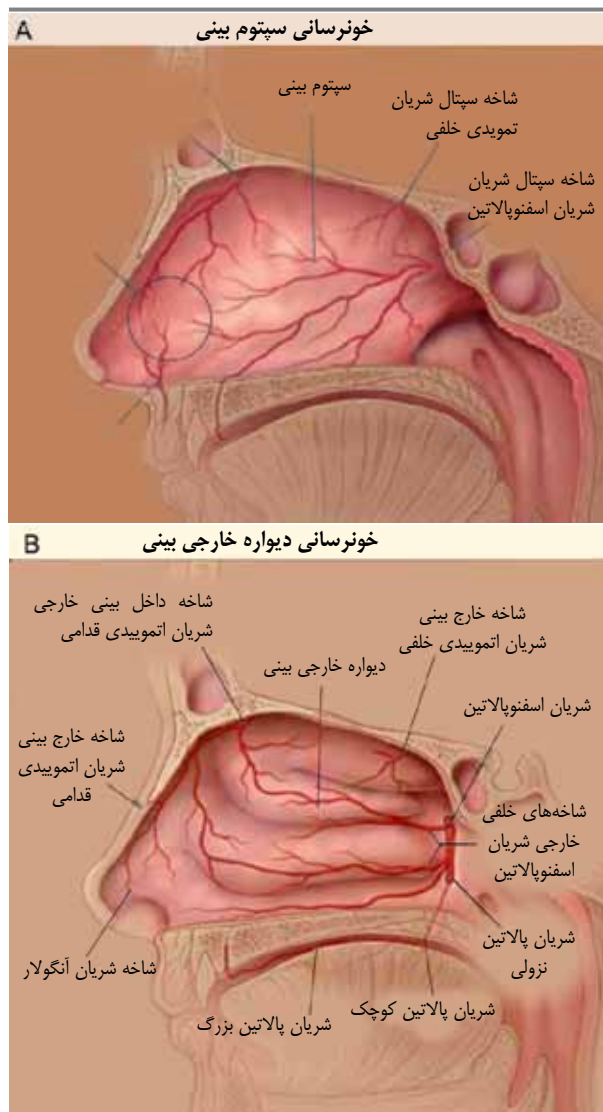 A
خونرسانی سپتوم بینی
سپتوم بینی
شاخه سپتال شریان
تمویدی خلفی
شاخه سپتال شریان
شریان اسفنوپالاتین
B
خونرسانی دیواره خارجی بینی
شاخه داخل بینی خارجی
شریان اتموییدی قدامی
شاخه خارج بینی
شریان اتموییدی خلفی
دیواره خارجی بینی
شریان اسفنوپالاتین
شاخه خارج بینی
شریان اتموییدی
قدامی
شاخه‌های خلفی
خارجی شریان
اسفنوپالاتین
شریان پالاتین
نزولی
شاخه شریان آنگولار
شریان پالاتین کوچک
شریان پالاتین بزرگ